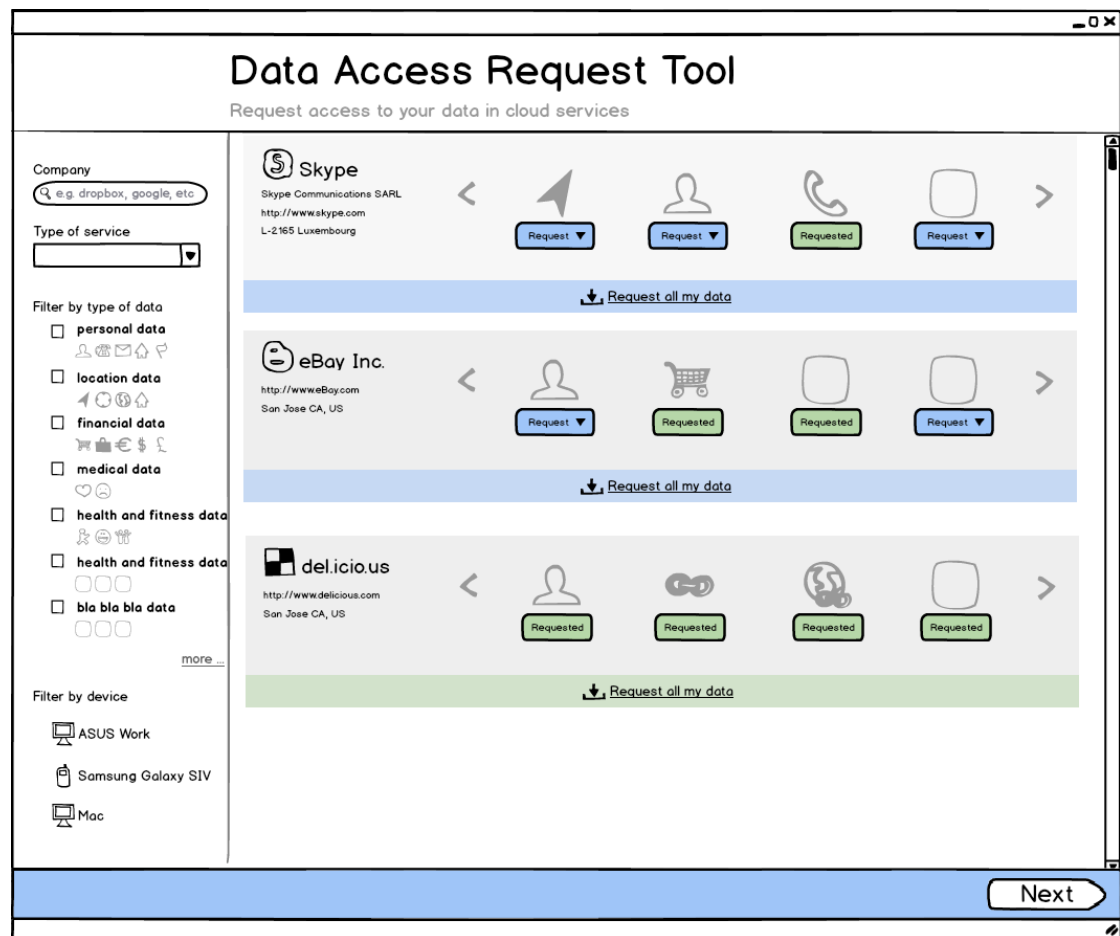 Data Access Request Tool
Request access to your data in cloud services
Company
e.g. dropbox, google, etc
Type of service
Filter by type of data
personal data
location data
financial data
medical data
health and fitness data
health and fitness data
bla bla bla data
more ...
Filter by device
ASUS Work
Samsung Galaxy SIV
Mac
Skype
Skype Communications SARL
http://www.skype.com
L-2165 Luxembourg
Request Request Requested Request
Request all my data
eBay Inc.
http://www.eBay.com
San Jose CA, US
Request Requested Requested Request
Request all my data
del.icio.us
http://www.delicious.com
San Jose CA, US
Requested Requested Requested Requested
Request all my data
Next